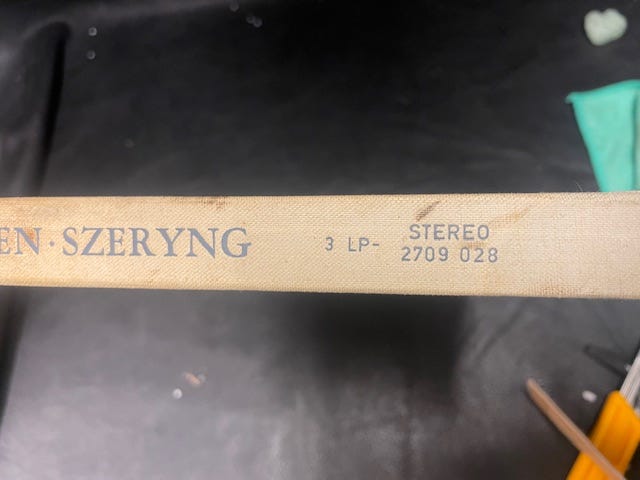 EN · SZERYNG
3 LP- STEREO
2709 028